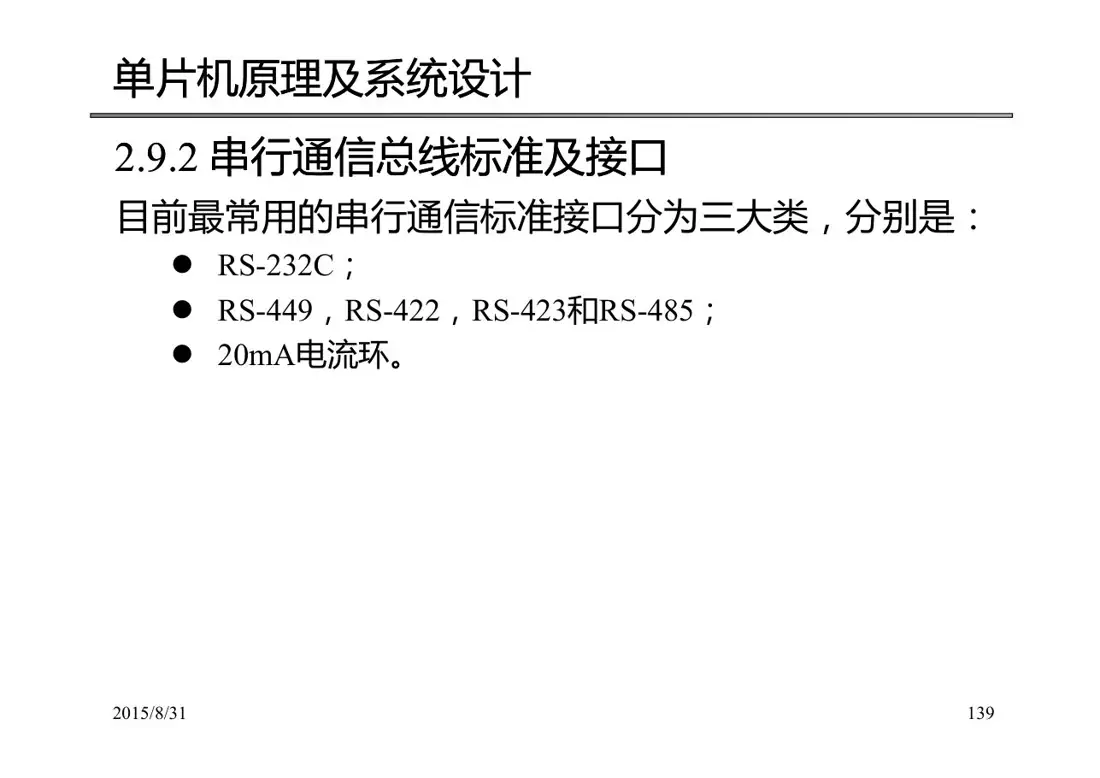 单片机原理及系统设计
2.9.2 串行通信总线标准及接口
目前最常用的串行通信标准接口分为三大类，分别是：
● RS-232C；
● RS-449，RS-422，RS-423和RS-485；
● 20mA电流环。
2015/8/31
139